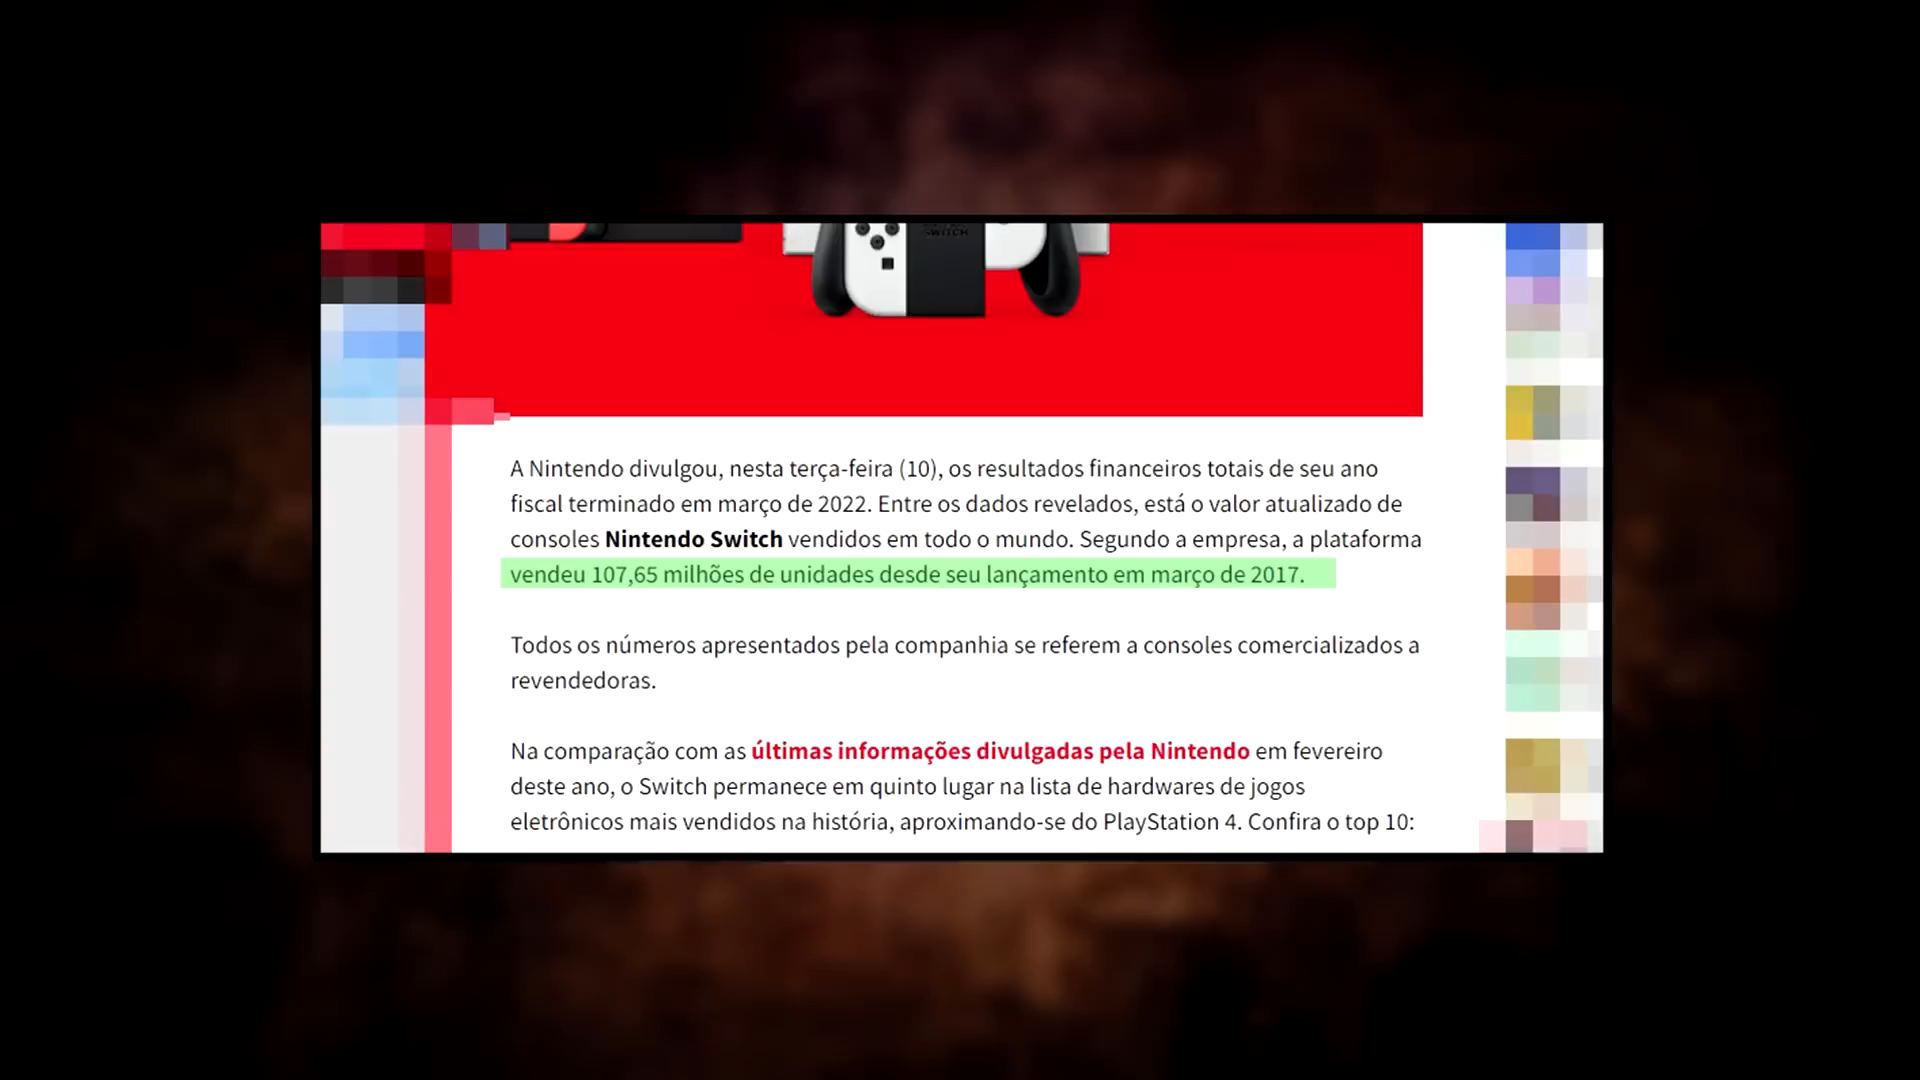 SWITCH
A Nintendo divulgou, nesta terça-feira (10), os resultados financeiros totais de seu ano
fiscal terminado em março de 2022. Entre os dados revelados, está o valor atualizado de
consoles Nintendo Switch vendidos em todo o mundo. Segundo a empresa, a plataforma
vendeu 107,65 milhões de unidades desde seu lançamento em março de 2017.
Todos os números apresentados pela companhia se referem a consoles comercializados a
revendedoras.
Na comparação com as últimas informações divulgadas pela Nintendo em fevereiro
deste ano, o Switch permanece em quinto lugar na lista de hardwares de jogos
eletrônicos mais vendidos na história, aproximando-se do PlayStation 4. Confira o top 10: